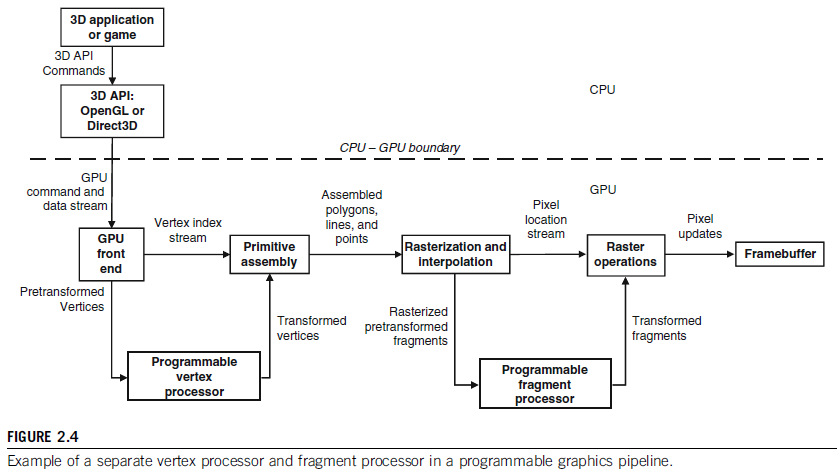 3D application
or game
3D API
Commands
3D API:
OpenGL or
Direct3D
CPU
CPU – GPU boundary
GPU
GPU
command and
data stream
Vertex index
stream
Assembled
polygons,
lines, and
points
Pixel
location
stream
Pixel
updates
GPU
front
end
Primitive
assembly
Rasterization and
interpolation
Raster
operations
Framebuffer
Pretransformed
Vertices
Transformed
vertices
Rasterized
pretransformed
fragments
Transformed
fragments
Programmable
vertex
processor
Programmable
fragment
processor
FIGURE 2.4
Example of a separate vertex processor and fragment processor in a programmable graphics pipeline.